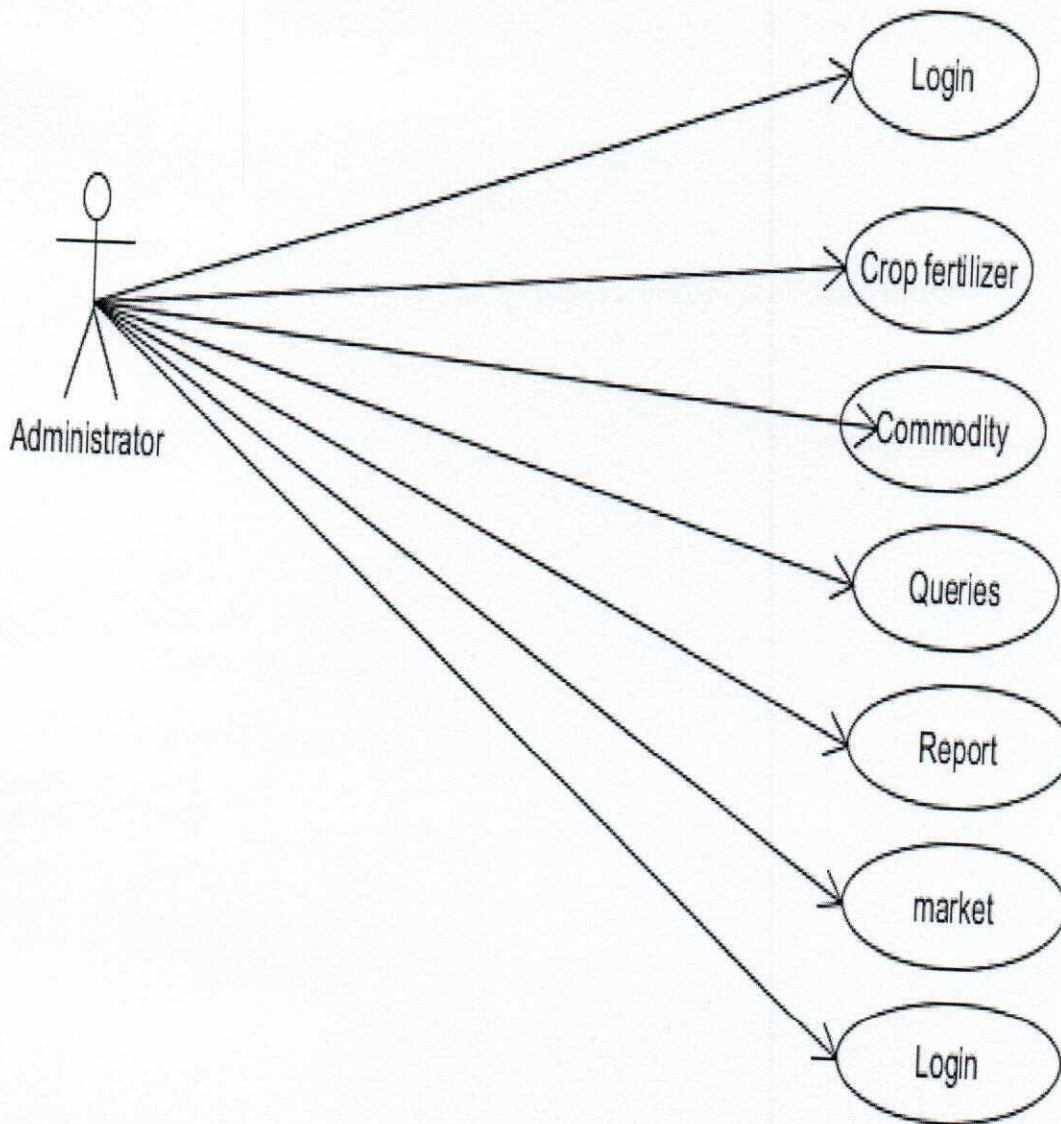 Login
Crop fertilizer
Administrator
Commodity
Queries
Report
market
Login